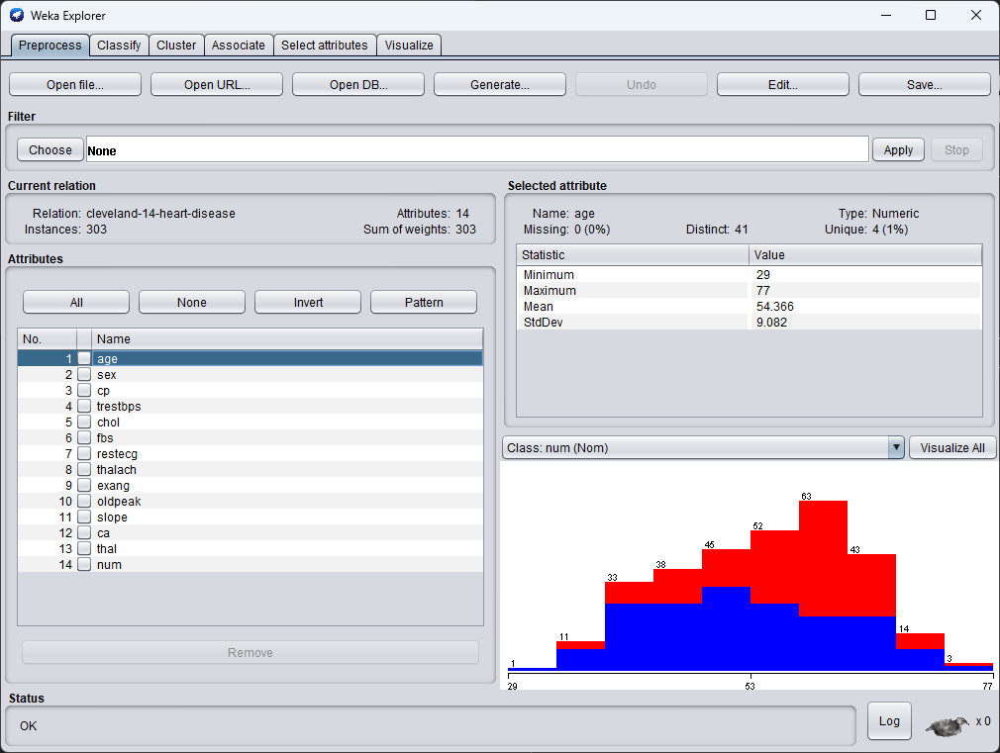 Weka Explorer
Preprocess Classify Cluster Associate Select attributes Visualize
Open file... Open URL... Open DB... Generate... Undo Edit... Save...
Filter
Choose None Apply Stop
Current relation
Relation: cleveland-14-heart-disease Attributes: 14
Instances: 303 Sum of weights: 303
Attributes
All None Invert Pattern
No. Name
1 age
2 sex
3 cp
4 trestbps
5 chol
6 fbs
7 restecg
8 thalach
9 exang
10 oldpeak
11 slope
12 ca
13 thal
14 num
Remove
Selected attribute
Name: age Type: Numeric
Missing: 0 (0%) Distinct: 41 Unique: 4 (1%)
Statistic Value
Minimum 29
Maximum 77
Mean 54.366
StdDev 9.082
Class: num (Nom) Visualize All
1 11 33 38 45 52 63 43 14 3
29 53 77
Status
OK Log x 0